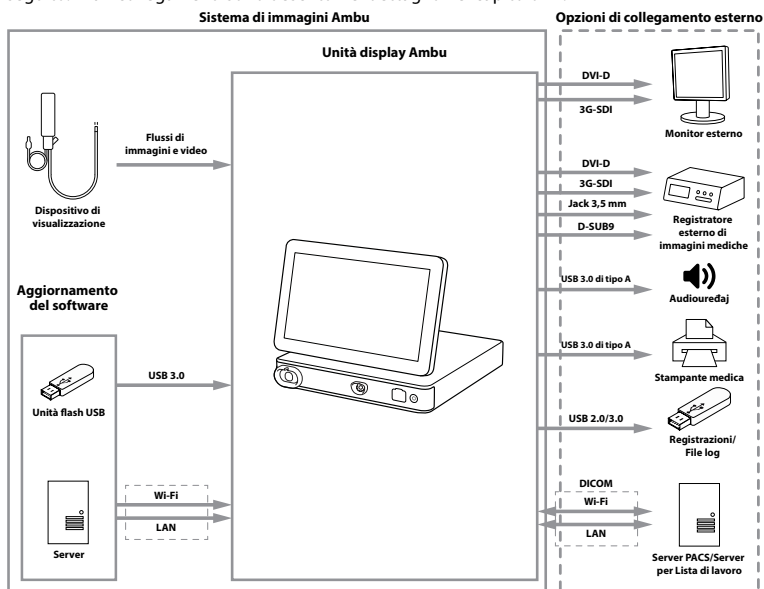 Sistema di immagini Ambu
Opzioni di collegamento esterno
Unità display Ambu
Flussi di
immagini e video
Dispositivo di
visualizzazione
Aggiornamento
del software
USB 3.0
Unità flash USB
Wi-Fi
LAN
Server
DVI-D
3G-SDI
Monitor esterno
DVI-D
3G-SDI
Jack 3,5 mm
D-SUB9
Registratore
esterno di
immagini mediche
USB 3.0 di tipo A
Audiouređaj
USB 3.0 di tipo A
Stampante medica
USB 2.0/3.0
Registrazioni/
File log
DICOM
Wi-Fi
LAN
Server PACS/Server
per Lista di lavoro